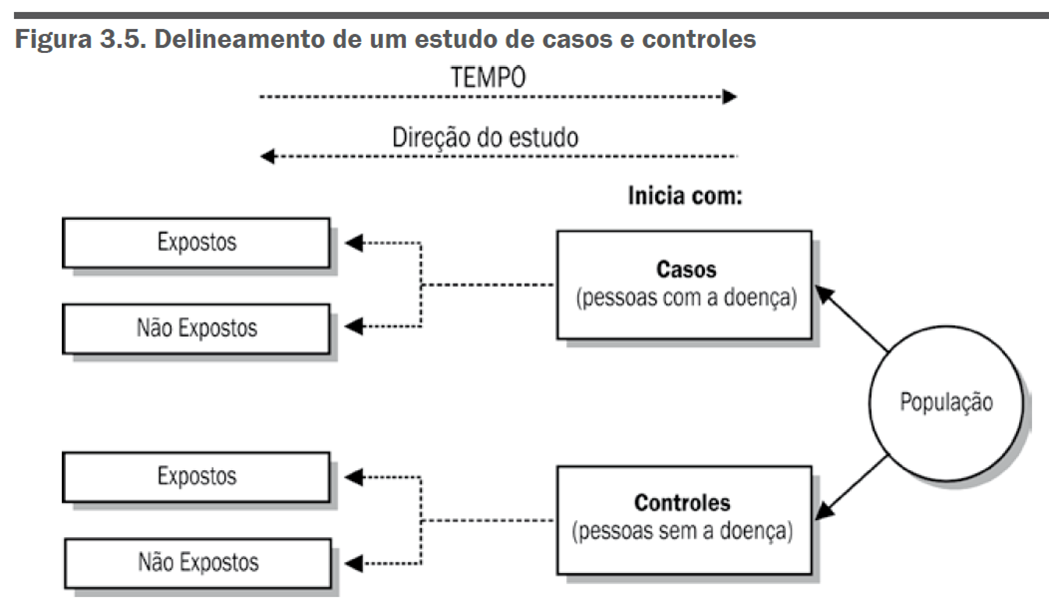 Figura 3.5. Delineamento de um estudo de casos e controles
TEMPO
Direção do estudo
Inicia com:
Expostos
Casos
(pessoas com a doença)
Não Expostos
População
Expostos
Controles
(pessoas sem a doença)
Não Expostos